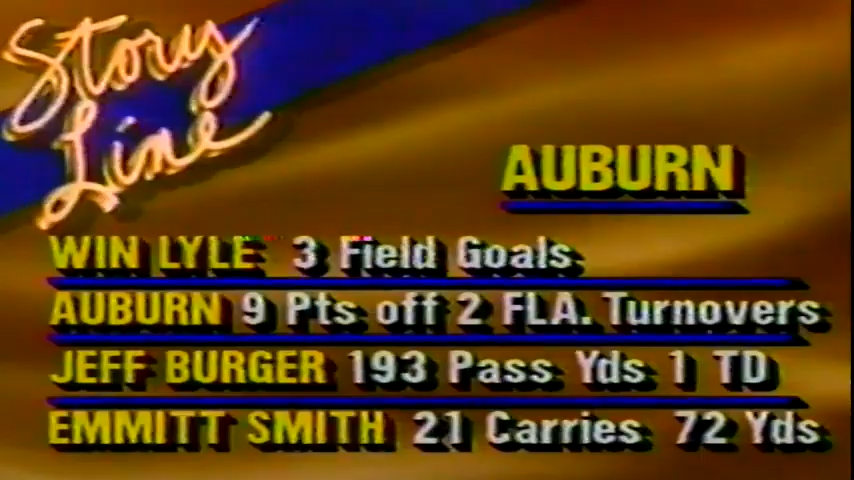 Story
Line
AUBURN
WIN LYLE 3 Field Goals
AUBURN 9 Pts off 2 FLA. Turnovers
JEFF BURGER 193 Pass Yds 1 TD
EMMITT SMITH 21 Carries 72 Yds